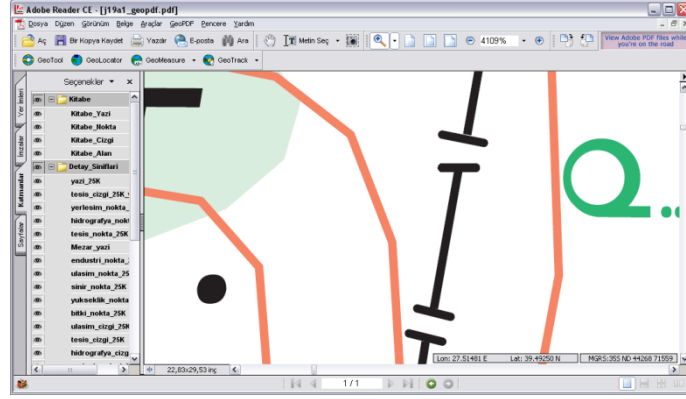 Adobe Reader CE - [j19a1_geopdf.pdf]
Dosya Düzen Görünüm Belge Araçlar GeoPDF Pencere Yardım
Aç Bir Kopya Kaydet Yazdır E-posta Ara Metin Seç 4109% View Adobe PDF files while you're on the road
GeoTool GeoLocator GeoMeasure GeoTrack
Yer İmleri
İmzalar
Katmanlar
Sayfalar
Seçenekler
Kitabe
Kitabe_Yazi
Kitabe_Nokta
Kitabe_Cizgi
Kitabe_Alan
Detay_Siniflari
yazi_25K
tesis_cizgi_25K_
yerlesim_nokta_
hidrografya_nokt
tesis_nokta_25K
Mezar_yazi
endustri_nokta_
ulasim_nokta_25
sinir_nokta_25K
yukseklik_nokta
bitki_nokta_25K
ulasim_cizgi_25K
tesis_cizgi_25K
hidrografya_cizg
Q..
Lon: 27.51481 E Lat: 39.49250 N MGRS:35S ND 44268 71559
22,83x29,53 inç
1 / 1